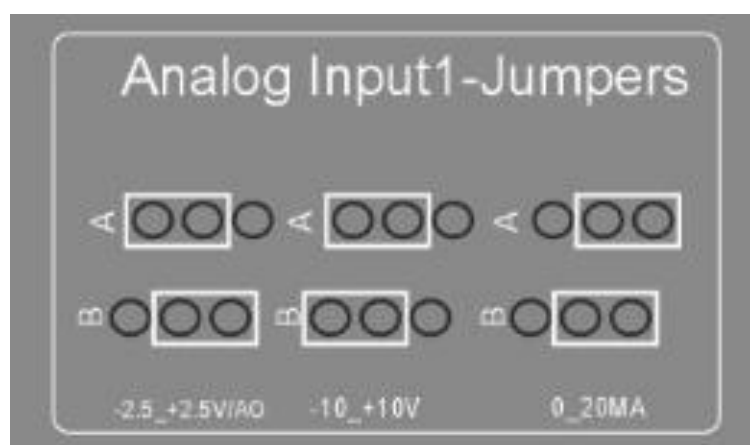 Analog Input1-Jumpers
A A A
B B B
-2.5_+2.5V/AO -10_+10V 0_20MA